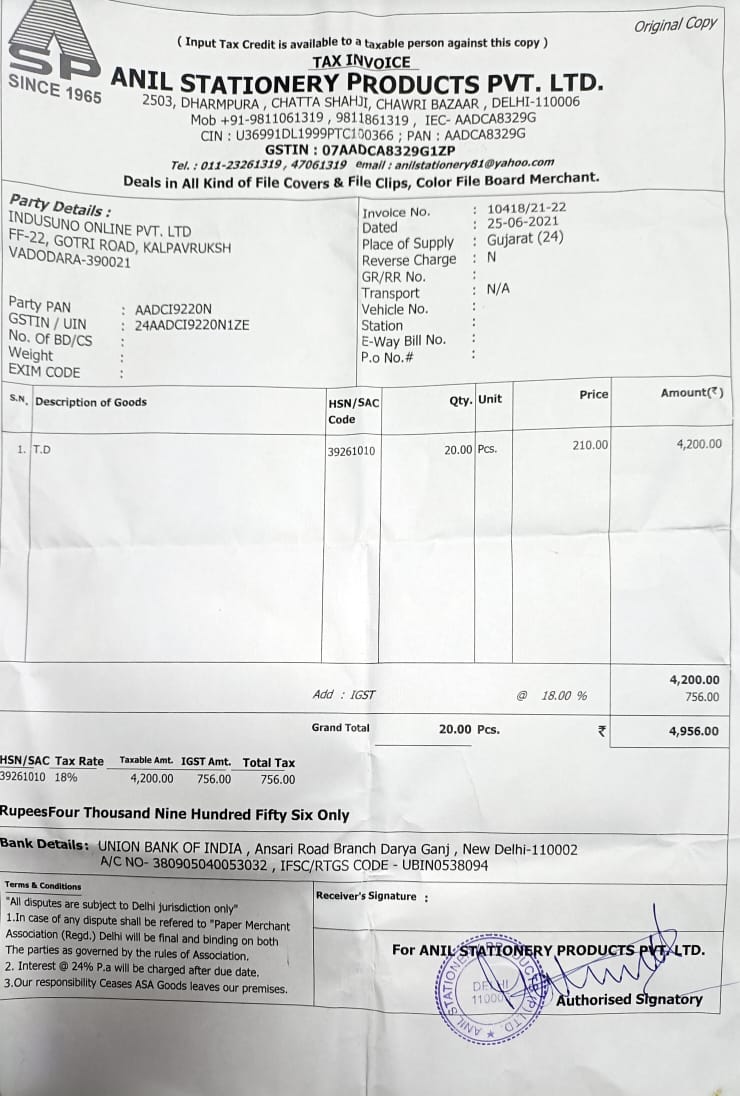 Original Copy
( Input Tax Credit is available to a taxable person against this copy )
TAX INVOICE
ASP
SINCE 1965
ANIL STATIONERY PRODUCTS PVT. LTD.
2503, DHARMPURA , CHATTA SHAHJI, CHAWRI BAZAAR , DELHI-110006
Mob +91-9811061319 , 9811861319 , IEC- AADCA8329G
CIN : U36991DL1999PTC100366 ; PAN : AADCA8329G
GSTIN : 07AADCA8329G1ZP
Tel. : 011-23261319 , 47061319 email : anilstationery81@yahoo.com
Deals in All Kind of File Covers & File Clips, Color File Board Merchant.
Party Details :
INDUSUNO ONLINE PVT. LTD
FF-22, GOTRI ROAD, KALPAVRUKSH
VADODARA-390021
Party PAN : AADCI9220N
GSTIN / UIN : 24AADCI9220N1ZE
No. Of BD/CS :
Weight :
EXIM CODE :
Invoice No. : 10418/21-22
Dated : 25-06-2021
Place of Supply : Gujarat (24)
Reverse Charge : N
GR/RR No. :
Transport : N/A
Vehicle No. :
Station :
E-Way Bill No. :
P.o No.# :
S.N. Description of Goods HSN/SAC Code Qty. Unit Price Amount(₹)
1. T.D 39261010 20.00 Pcs. 210.00 4,200.00
4,200.00
Add : IGST @ 18.00 % 756.00
Grand Total 20.00 Pcs. ₹ 4,956.00
HSN/SAC Tax Rate Taxable Amt. IGST Amt. Total Tax
39261010 18% 4,200.00 756.00 756.00
RupeesFour Thousand Nine Hundred Fifty Six Only
Bank Details: UNION BANK OF INDIA , Ansari Road Branch Darya Ganj , New Delhi-110002
A/C NO- 380905040053032 , IFSC/RTGS CODE - UBIN0538094
Terms & Conditions
"All disputes are subject to Delhi jurisdiction only"
1.In case of any dispute shall be refered to "Paper Merchant
Association (Regd.) Delhi will be final and binding on both
The parties as governed by the rules of Association.
2. Interest @ 24% P.a will be charged after due date.
3.Our responsibility Ceases ASA Goods leaves our premises.
Receiver's Signature :
For ANIL STATIONERY PRODUCTS PVT. LTD.
Authorised Signatory
ANIL STATIONERY PRODUCTS (P) LTD.
DELHI
11000